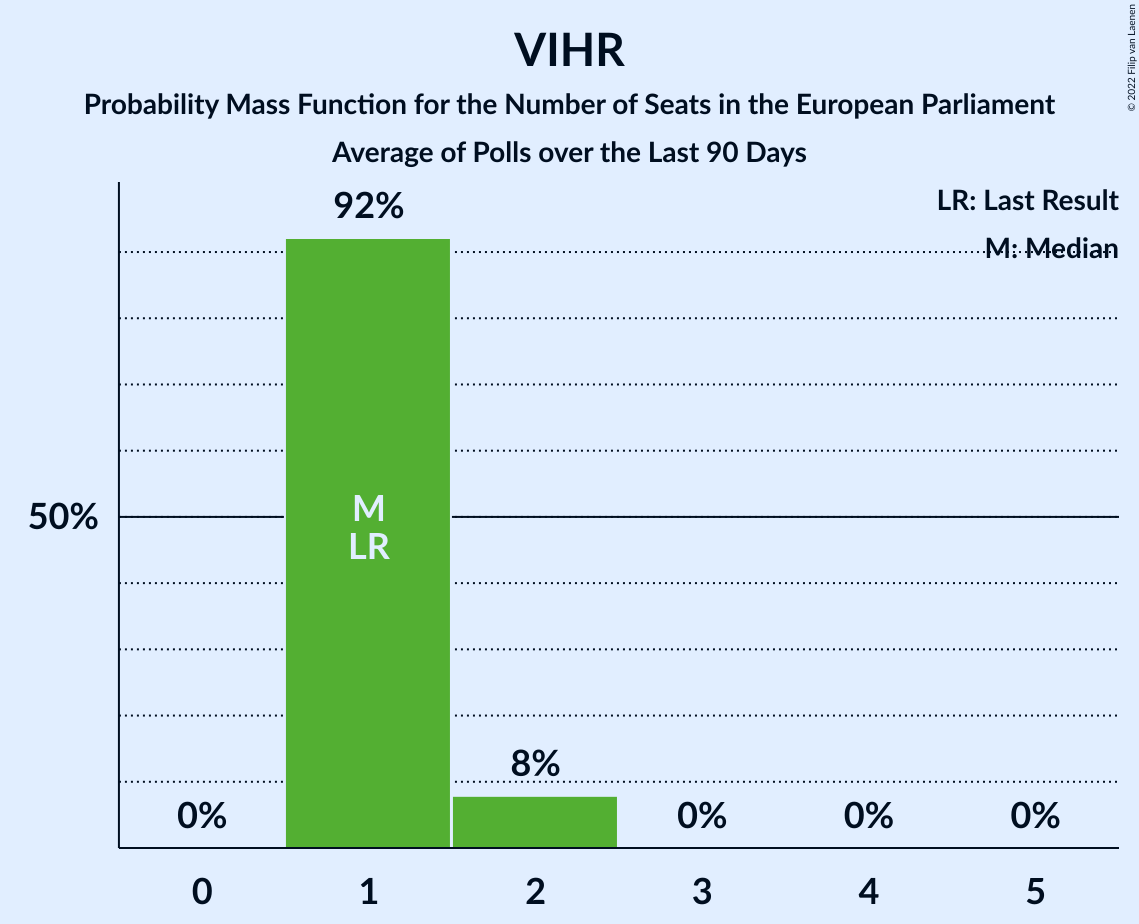 VIHR
Probability Mass Function for the Number of Seats in the European Parliament
Average of Polls over the Last 90 Days
© 2022 Filip van Laenen
LR: Last Result
M: Median
92%
50%
M
LR
8%
0%
0%
0%
0%
0
1
2
3
4
5